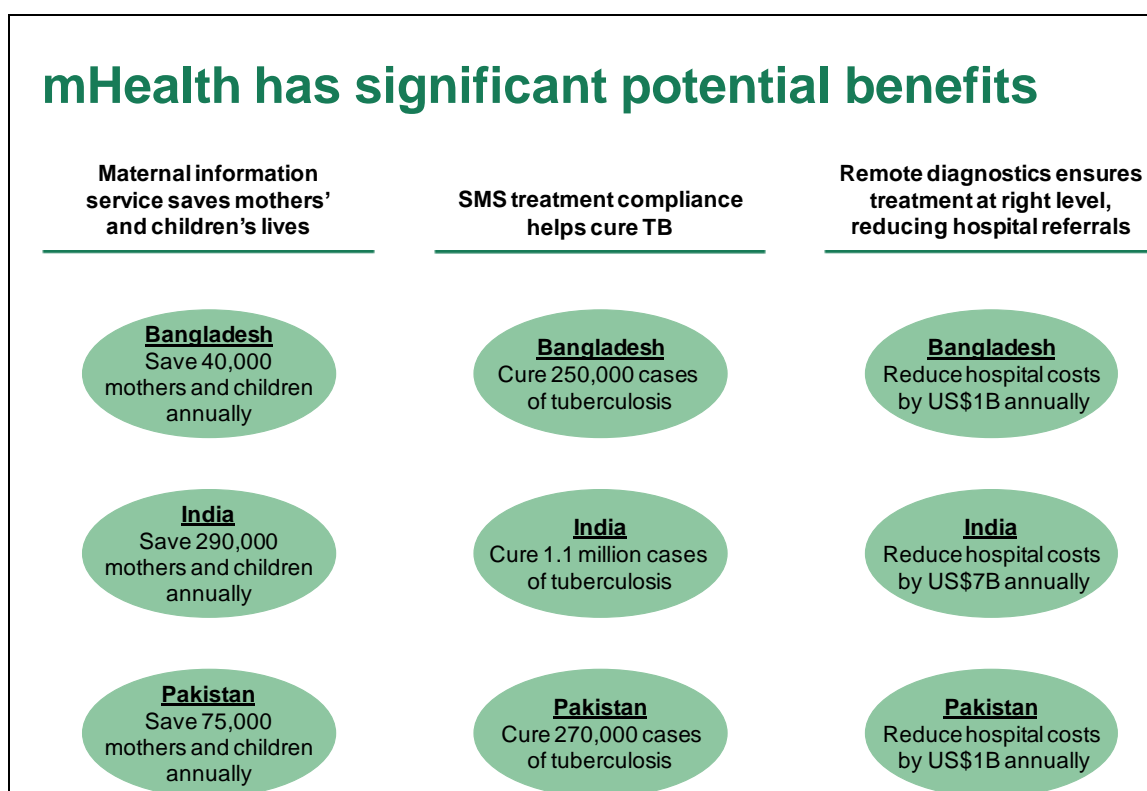 mHealth has significant potential benefits
Maternal information
service saves mothers’
and children’s lives
SMS treatment compliance
helps cure TB
Remote diagnostics ensures
treatment at right level,
reducing hospital referrals
Bangladesh
Save 40,000
mothers and children
annually
Bangladesh
Cure 250,000 cases
of tuberculosis
Bangladesh
Reduce hospital costs
by US$1B annually
India
Save 290,000
mothers and children
annually
India
Cure 1.1 million cases
of tuberculosis
India
Reduce hospital costs
by US$7B annually
Pakistan
Save 75,000
mothers and children
annually
Pakistan
Cure 270,000 cases
of tuberculosis
Pakistan
Reduce hospital costs
by US$1B annually